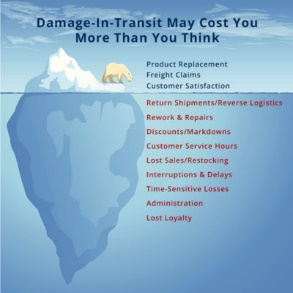 Damage-In-Transit May Cost You
More Than You Think
Product Replacement
Freight Claims
Customer Satisfaction
Return Shipments/Reverse Logistics
Rework & Repairs
Discounts/Markdowns
Customer Service Hours
Lost Sales/Restocking
Interruptions & Delays
Time-Sensitive Losses
Administration
Lost Loyalty